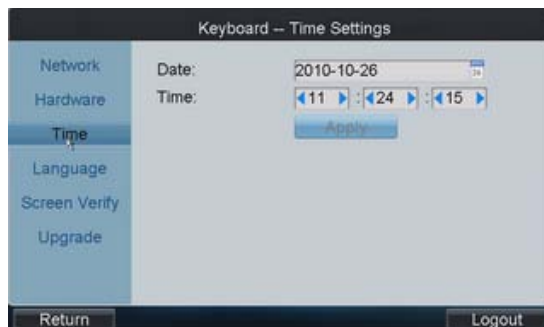 Keyboard -- Time Settings
Network
Hardware
Time
Language
Screen Verify
Upgrade
Date: 2010-10-26
Time: 11 : 24 : 15
Apply
Return
Logout